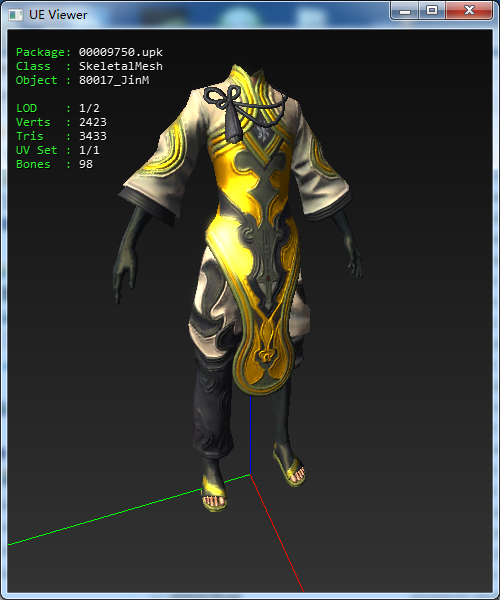 UE Viewer
Package: 00009750.upk
Class : SkeletalMesh
Object : 80017_JinM
LOD : 1/2
Verts : 2423
Tris : 3433
UV Set : 1/1
Bones : 98